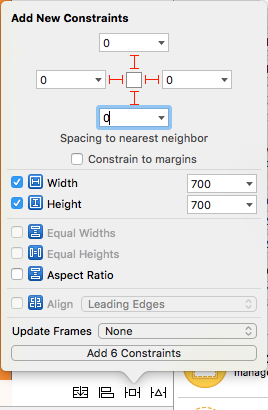 Add New Constraints
0
0 0
0
Spacing to nearest neighbor
Constrain to margins
Width 700
Height 700
Equal Widths
Equal Heights
Aspect Ratio
Align Leading Edges
Update Frames None
Add 6 Constraints
manage